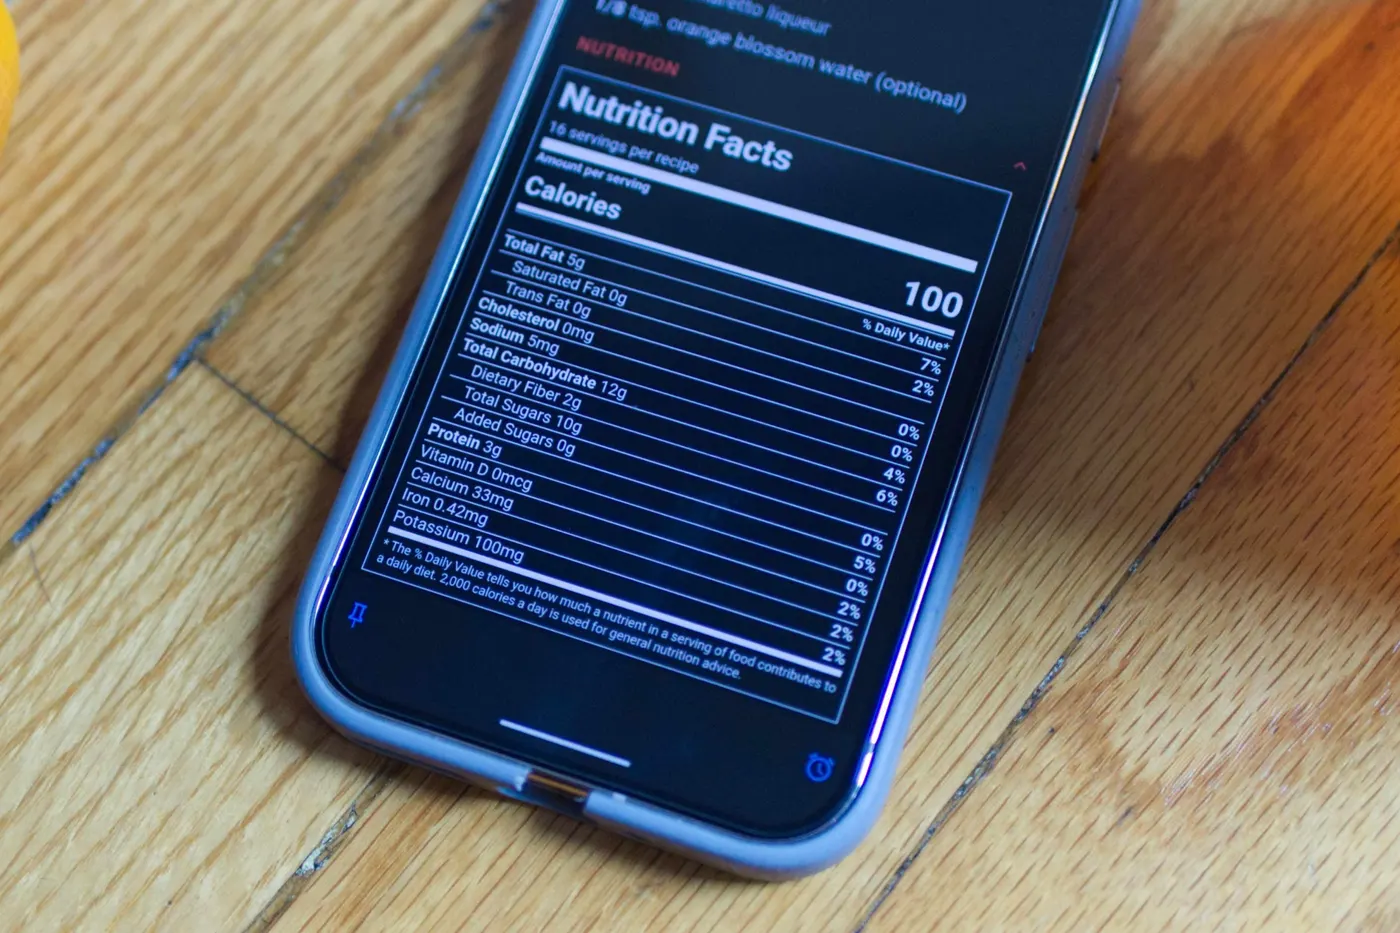 liqueur
1/8 tsp. orange blossom water (optional)
NUTRITION
Nutrition Facts
16 servings per recipe
Amount per serving
Calories 100
% Daily Value*
Total Fat 5g 7%
Saturated Fat 0g 2%
Trans Fat 0g
Cholesterol 0mg 0%
Sodium 5mg 0%
Total Carbohydrate 12g 4%
Dietary Fiber 2g 6%
Total Sugars 10g
Added Sugars 0g 0%
Protein 3g 5%
Vitamin D 0mcg 0%
Calcium 33mg 2%
Iron 0.42mg 2%
Potassium 100mg 2%
* The % Daily Value tells you how much a nutrient in a serving of food contributes to
a daily diet. 2,000 calories a day is used for general nutrition advice.